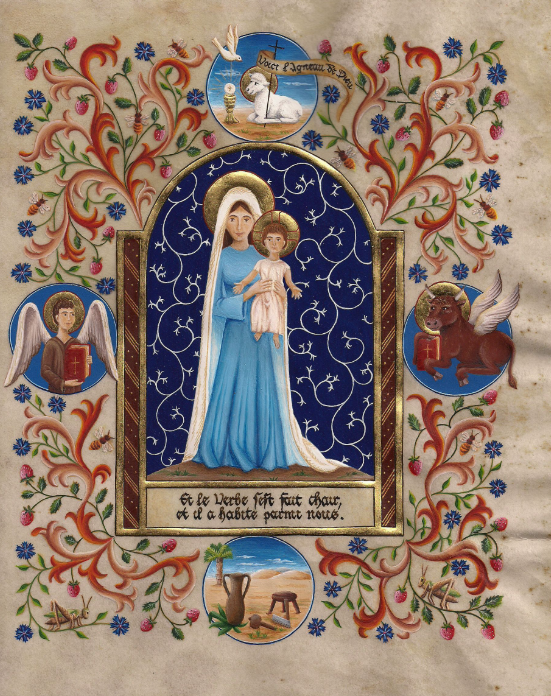 Voici l'Agneau de Dieu
Et le Verbe s'est fait chair,
et il a habité parmi nous.